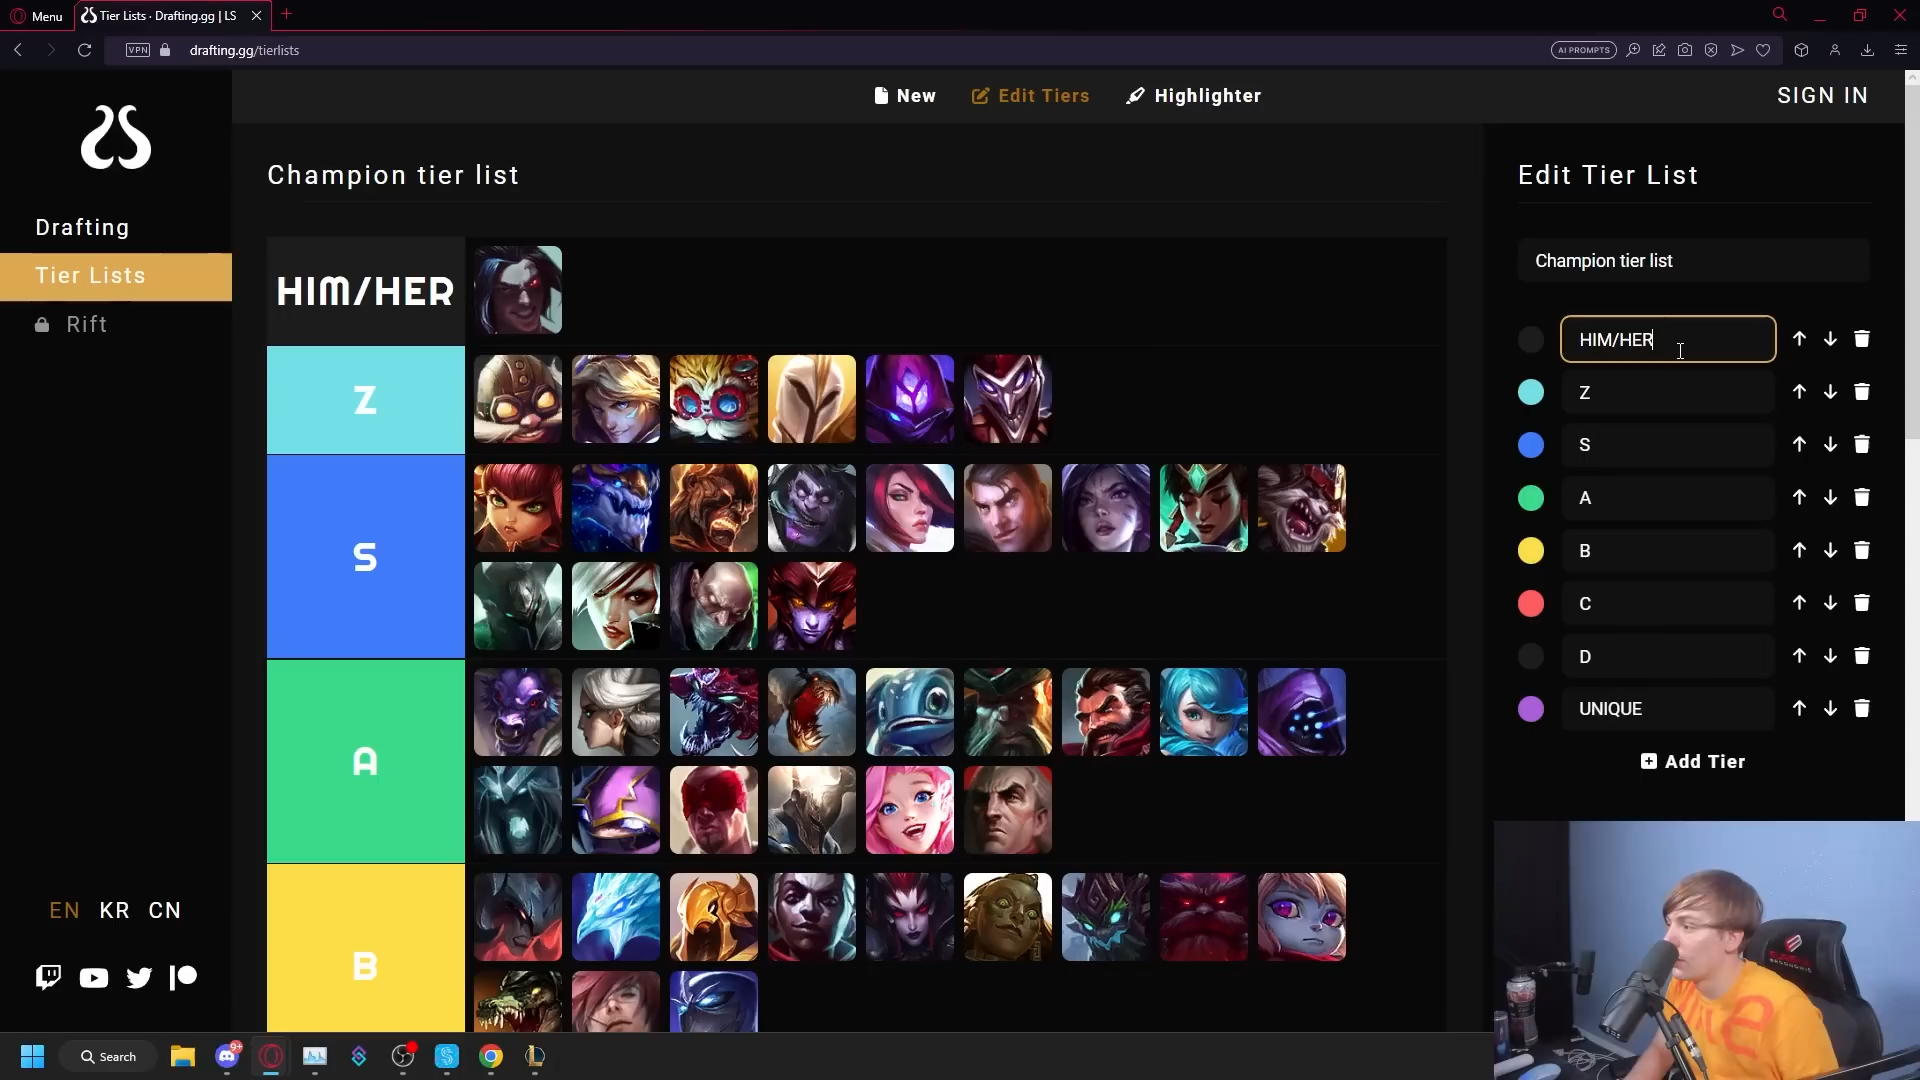 Menu
Tier Lists · Drafting.gg | LS
VPN
drafting.gg/tierlists
AI PROMPTS
New
Edit Tiers
Highlighter
SIGN IN
Drafting
Tier Lists
Rift
EN KR CN
Champion tier list
HIM/HER
Z
S
A
B
Edit Tier List
Champion tier list
HIM/HER
Z
S
A
B
C
D
UNIQUE
Add Tier
Search
9+